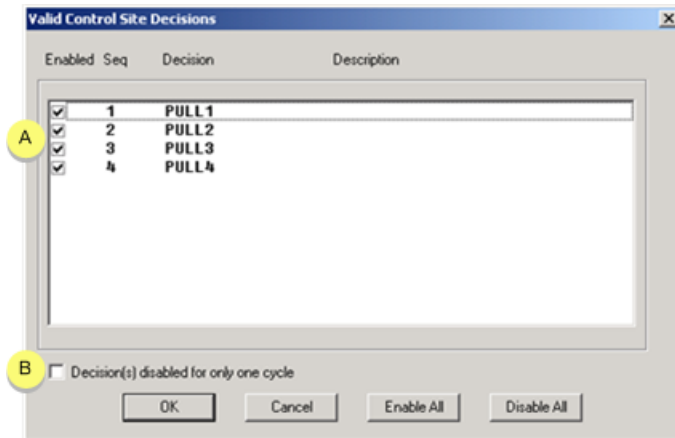 Valid Control Site Decisions
Enabled Seq Decision Description
A
1 PULL1
2 PULL2
3 PULL3
4 PULL4
B
Decision(s) disabled for only one cycle
OK Cancel Enable All Disable All